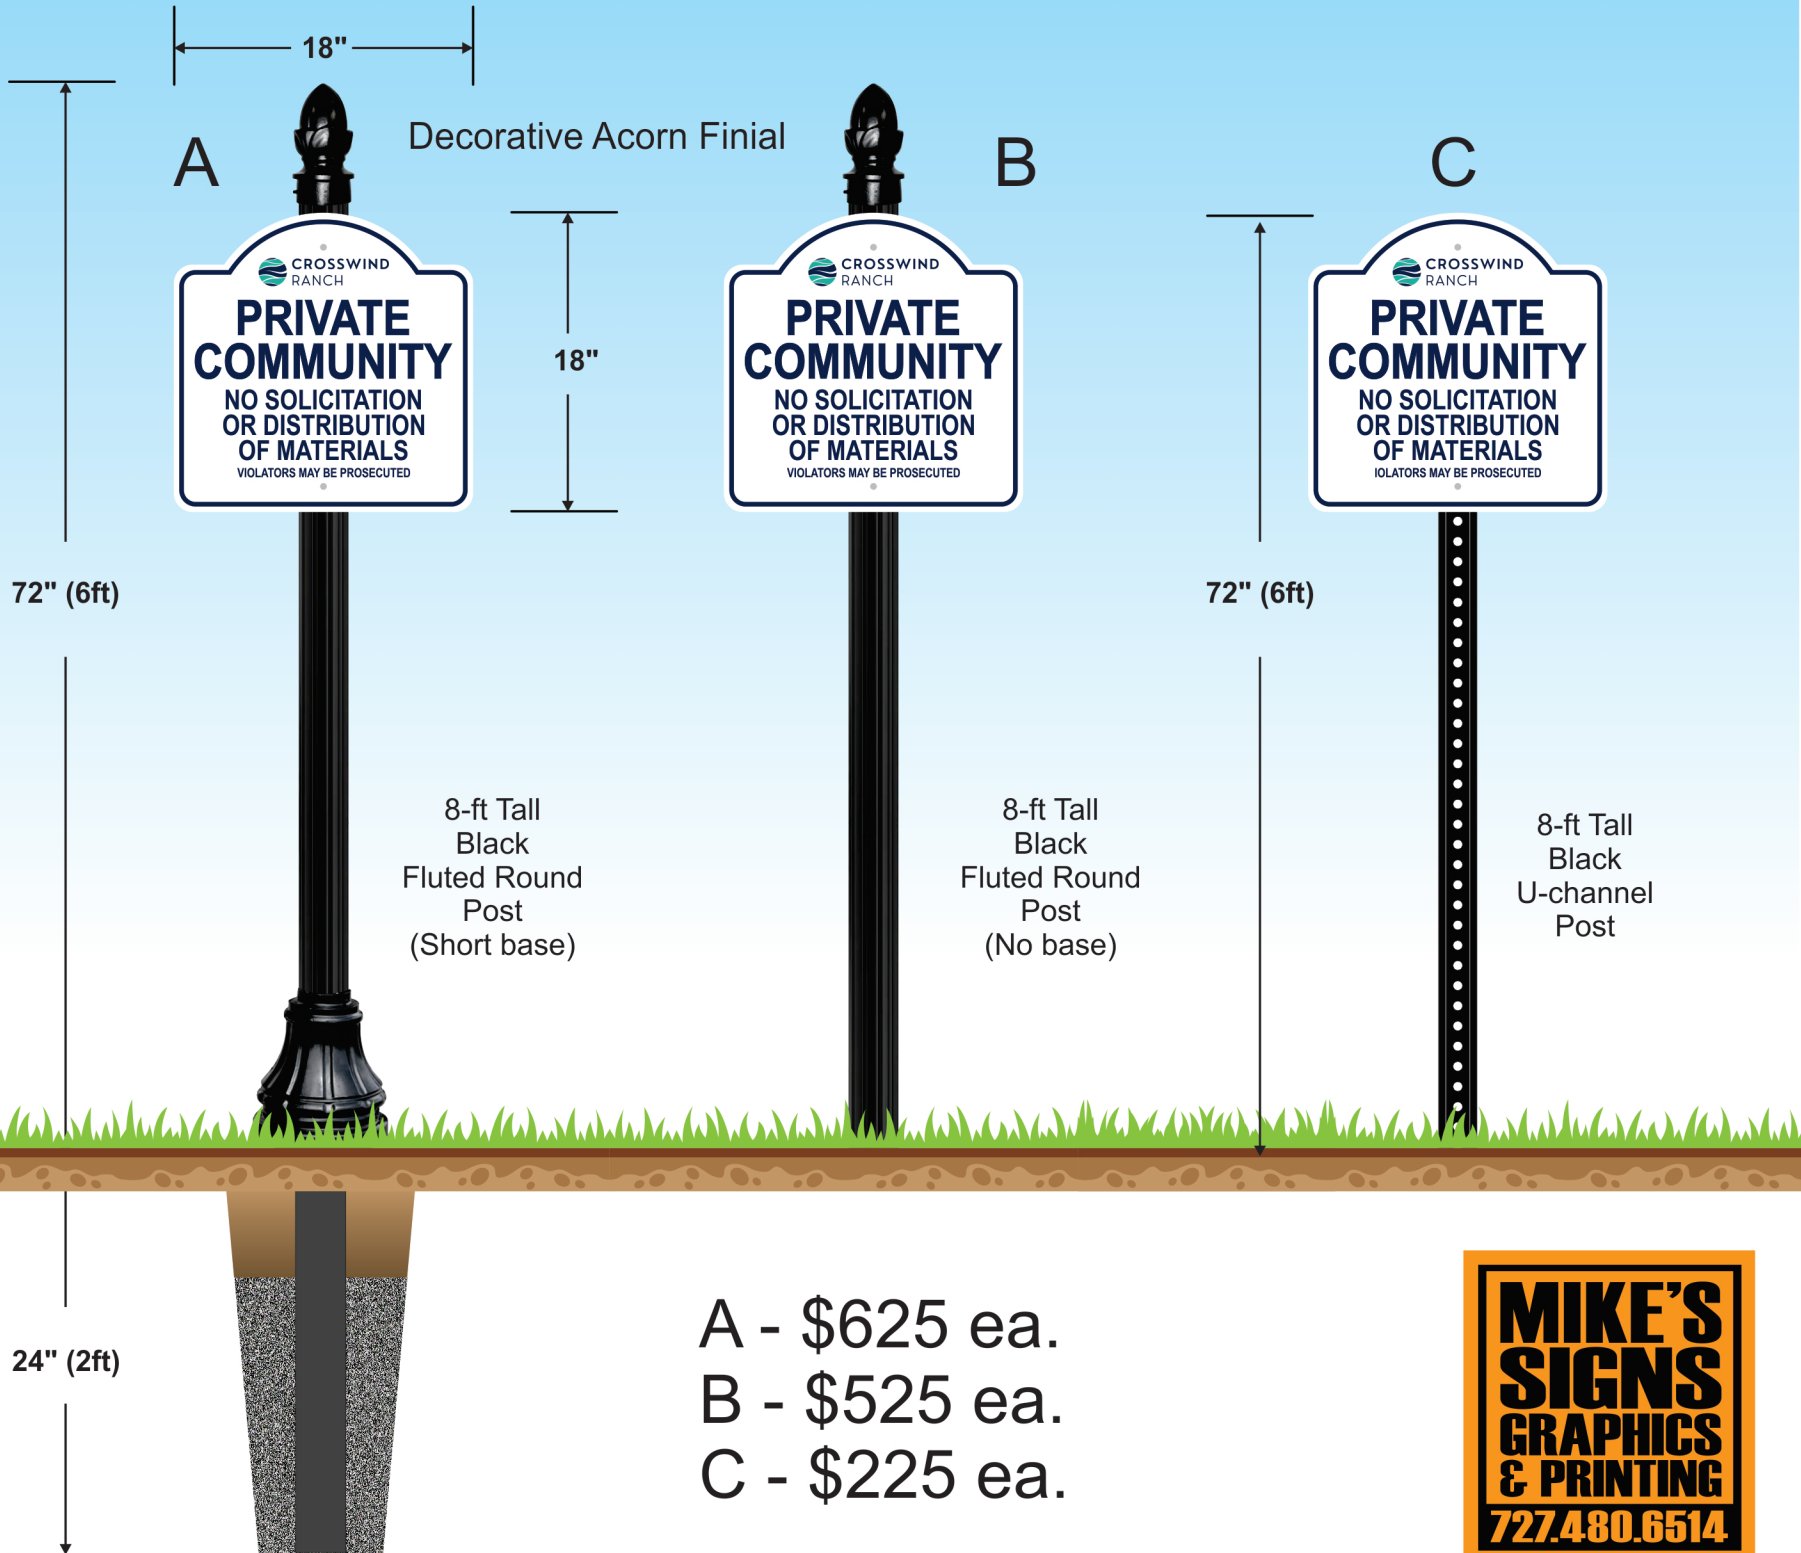 18"
A
Decorative Acorn Finial
B
C
CROSSWIND
RANCH
PRIVATE
COMMUNITY
NO SOLICITATION
OR DISTRIBUTION
OF MATERIALS
VIOLATORS MAY BE PROSECUTED
18"
CROSSWIND
RANCH
PRIVATE
COMMUNITY
NO SOLICITATION
OR DISTRIBUTION
OF MATERIALS
VIOLATORS MAY BE PROSECUTED
CROSSWIND
RANCH
PRIVATE
COMMUNITY
NO SOLICITATION
OR DISTRIBUTION
OF MATERIALS
IOLATORS MAY BE PROSECUTED
72" (6ft)
72" (6ft)
8-ft Tall
Black
Fluted Round
Post
(Short base)
8-ft Tall
Black
Fluted Round
Post
(No base)
8-ft Tall
Black
U-channel
Post
24" (2ft)
A - $625 ea.
B - $525 ea.
C - $225 ea.
MIKE'S
SIGNS
GRAPHICS
& PRINTING
727.480.6514